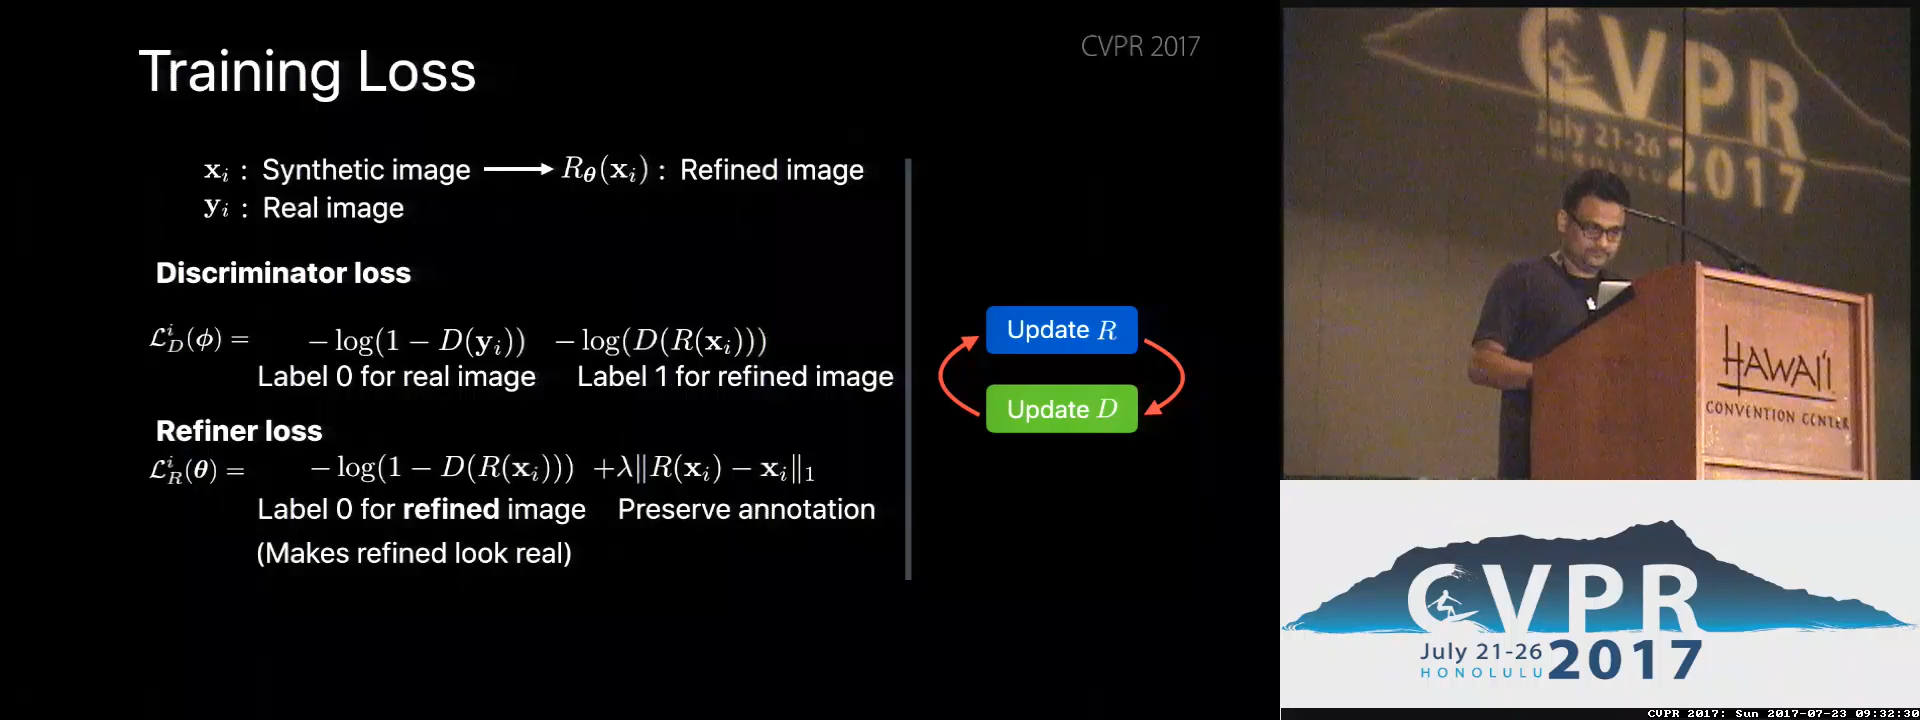 CVPR 2017
Training Loss
x_i : Synthetic image ⟶ R_θ(x_i) : Refined image
y_i : Real image
Discriminator loss
ℒ_D^i(ϕ) = −log(1 − D(y_i)) −log(D(R(x_i)))
Label 0 for real image Label 1 for refined image
Refiner loss
ℒ_R^i(θ) = −log(1 − D(R(x_i))) +λ‖R(x_i) − x_i‖_1
Label 0 for refined image Preserve annotation
(Makes refined look real)
Update R
Update D
CVPR
July 21-26
HONOLULU 2017
HAWAI'I
CONVENTION CENTER
CVPR
July 21-26
HONOLULU 2017
CVPR 2017: Sun 2017-07-23 09:32:30